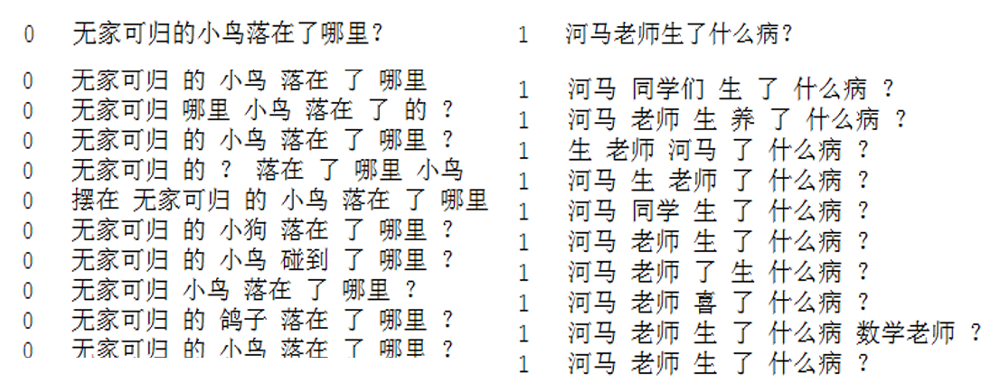 0 无家可归的小鸟落在了哪里?
0 无家可归 的 小鸟 落在 了 哪里
0 无家可归 哪里 小鸟 落在 了 的 ?
0 无家可归 的 小鸟 落在 了 哪里 ?
0 无家可归 的 ? 落在 了 哪里 小鸟
0 摆在 无家可归 的 小鸟 落在 了 哪里
0 无家可归 的 小狗 落在 了 哪里 ?
0 无家可归 的 小鸟 碰到 了 哪里 ?
0 无家可归 小鸟 落在 了 哪里 ?
0 无家可归 的 鸽子 落在 了 哪里 ?
0 无家可归 的 小鸟 落在 了 哪里 ?
1 河马老师生了什么病?
1 河马 同学们 生 了 什么病 ?
1 河马 老师 生 养 了 什么病 ?
1 生 老师 河马 了 什么病 ?
1 河马 生 老师 了 什么病 ?
1 河马 同学 生 了 什么病 ?
1 河马 老师 生 了 什么病 ?
1 河马 老师 了 生 什么病 ?
1 河马 老师 喜 了 什么病 ?
1 河马 老师 生 了 什么病 数学老师 ?
1 河马 老师 生 了 什么病 ?